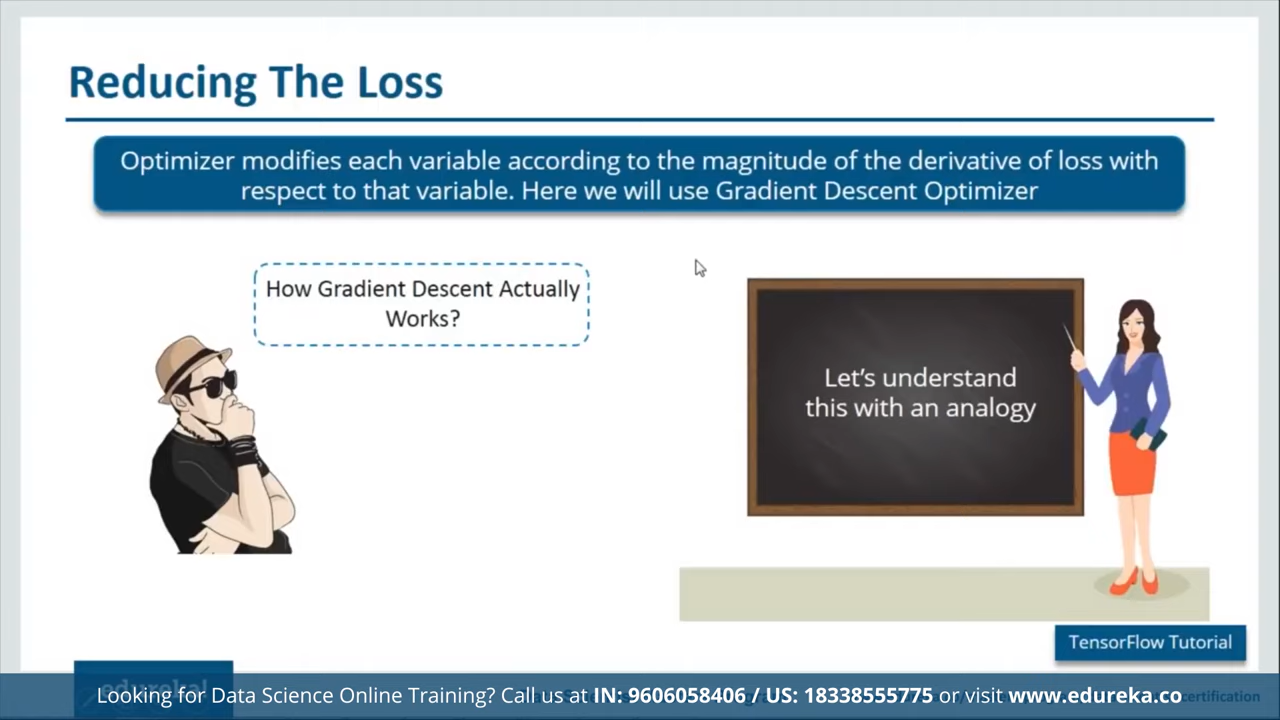 Reducing The Loss
Optimizer modifies each variable according to the magnitude of the derivative of loss with
respect to that variable. Here we will use Gradient Descent Optimizer
How Gradient Descent Actually
Works?
Let's understand
this with an analogy
TensorFlow Tutorial
edureka!
Looking for Data Science Online Training? Call us at IN: 9606058406 / US: 18338555775 or visit www.edureka.co
certification